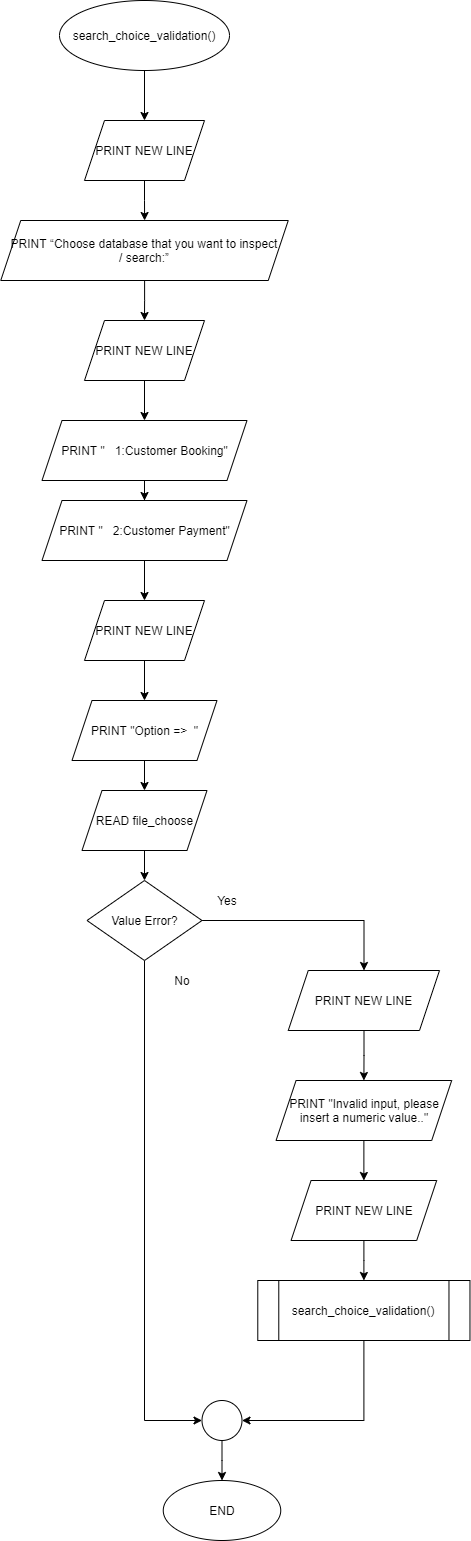 search_choice_validation()
PRINT NEW LINE
PRINT “Choose database that you want to inspect
/ search:”
PRINT NEW LINE
PRINT "   1:Customer Booking"
PRINT "   2:Customer Payment"
PRINT NEW LINE
PRINT "Option =>  "
READ file_choose
Value Error?
Yes
No
PRINT NEW LINE
PRINT "Invalid input, please
insert a numeric value.."
PRINT NEW LINE
search_choice_validation()
END